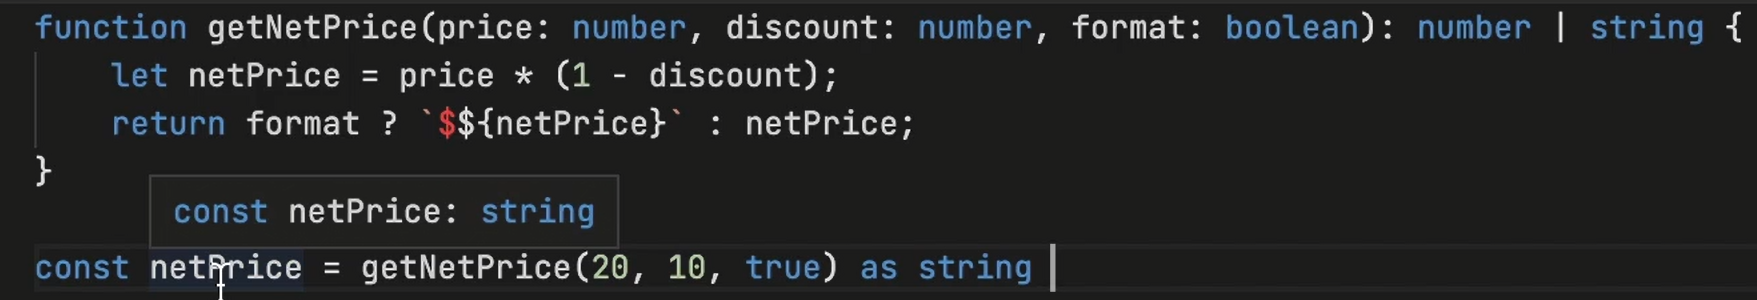 function getNetPrice(price: number, discount: number, format: boolean): number | string {
    let netPrice = price * (1 - discount);
    return format ? `$${netPrice}` : netPrice;
}
const netPrice: string
const netPrice = getNetPrice(20, 10, true) as string